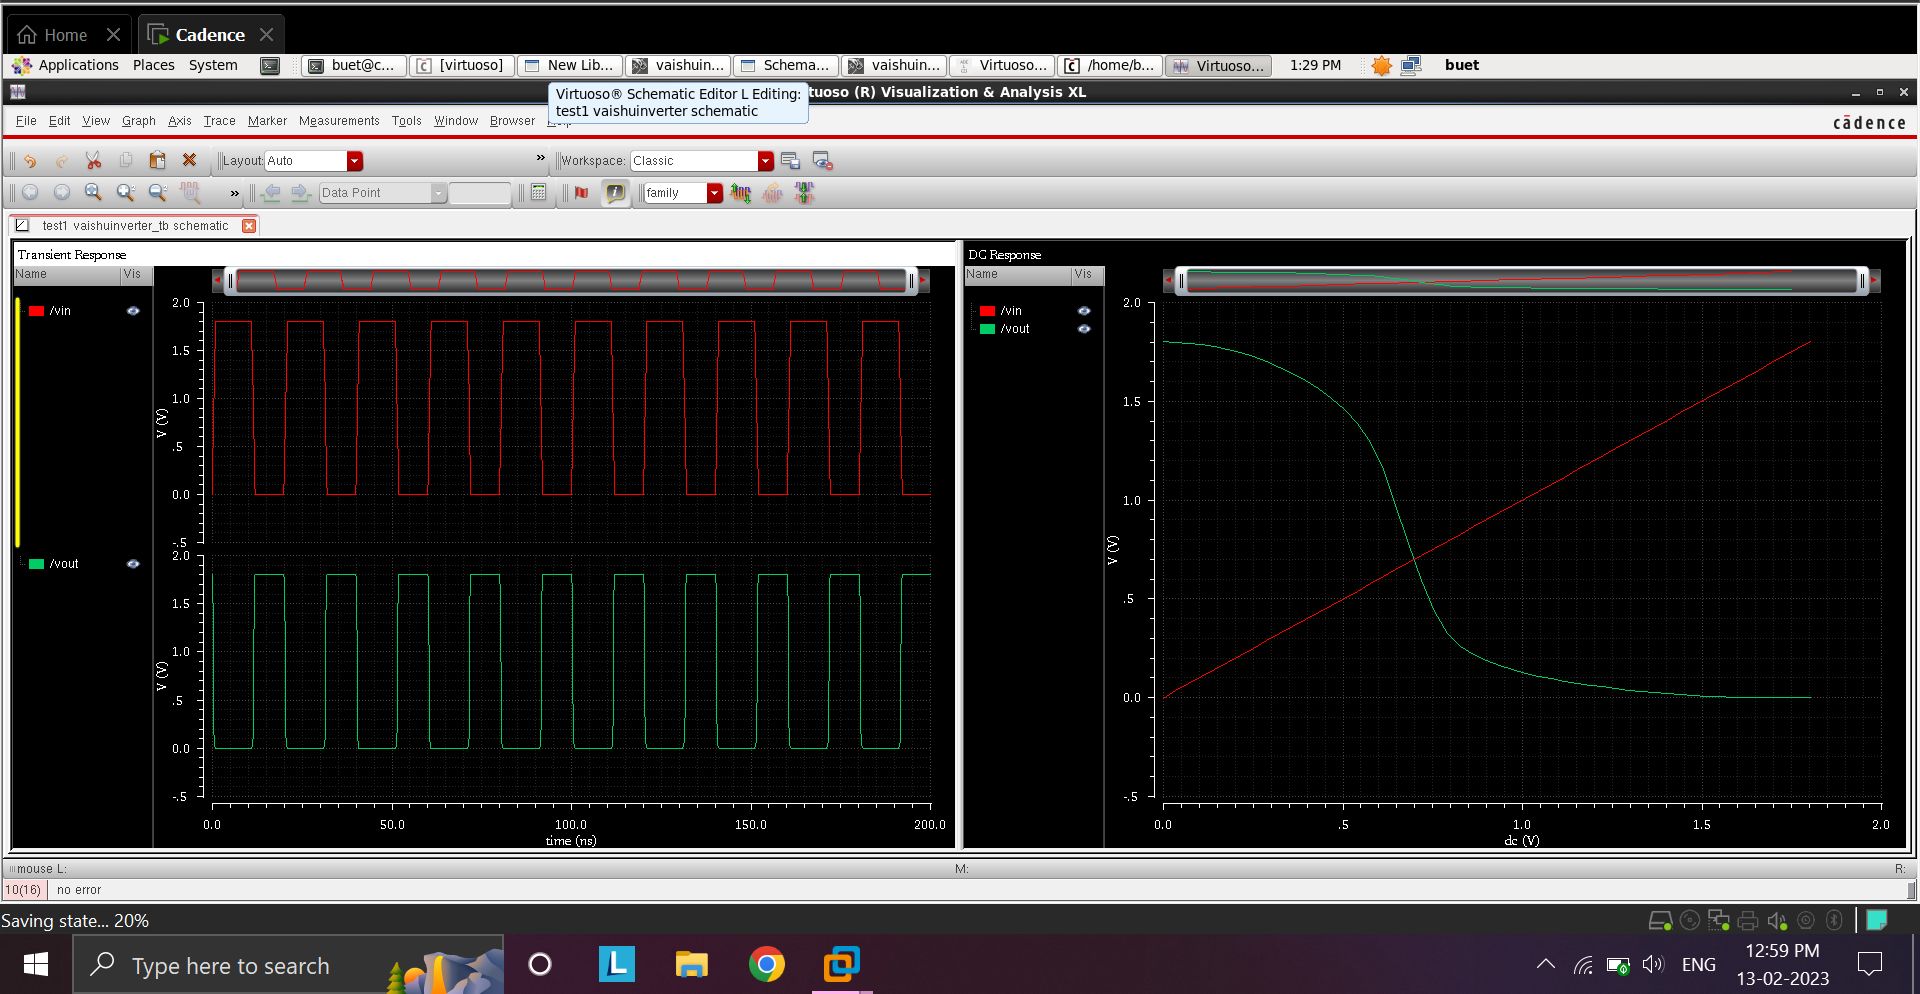 Home
Cadence
Applications Places System
buet@c...
[virtuoso]
New Lib...
vaishuin...
Schema...
vaishuin...
Virtuoso...
/home/b...
Virtuoso...
1:29 PM
buet
Virtuoso® Schematic Editor L Editing:
test1 vaishuinverter schematic
tuoso (R) Visualization & Analysis XL
File Edit View Graph Axis Trace Marker Measurements Tools Window Browser
cādence
Layout: Auto
»
Workspace: Classic
»
Data Point
family
test1 vaishuinverter_tb schematic
Transient Response
Name Vis
/vin
/vout
2.0
1.5
1.0
.5
0.0
-.5
V (V)
2.0
1.5
1.0
.5
0.0
-.5
V (V)
0.0 50.0 100.0 150.0 200.0
time (ns)
DC Response
Name Vis
/vin
/vout
2.0
1.5
1.0
.5
0.0
-.5
V (V)
0.0 .5 1.0 1.5 2.0
dc (V)
mouse L: M: R:
10(16) no error
Saving state... 20%
Type here to search
L
ENG
12:59 PM
13-02-2023